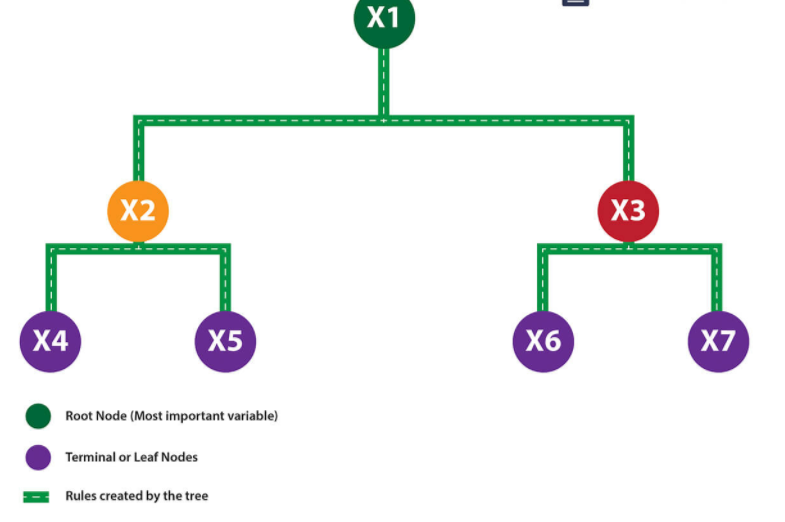 X1
X2
X3
X4
X5
X6
X7
Root Node (Most important variable)
Terminal or Leaf Nodes
Rules created by the tree